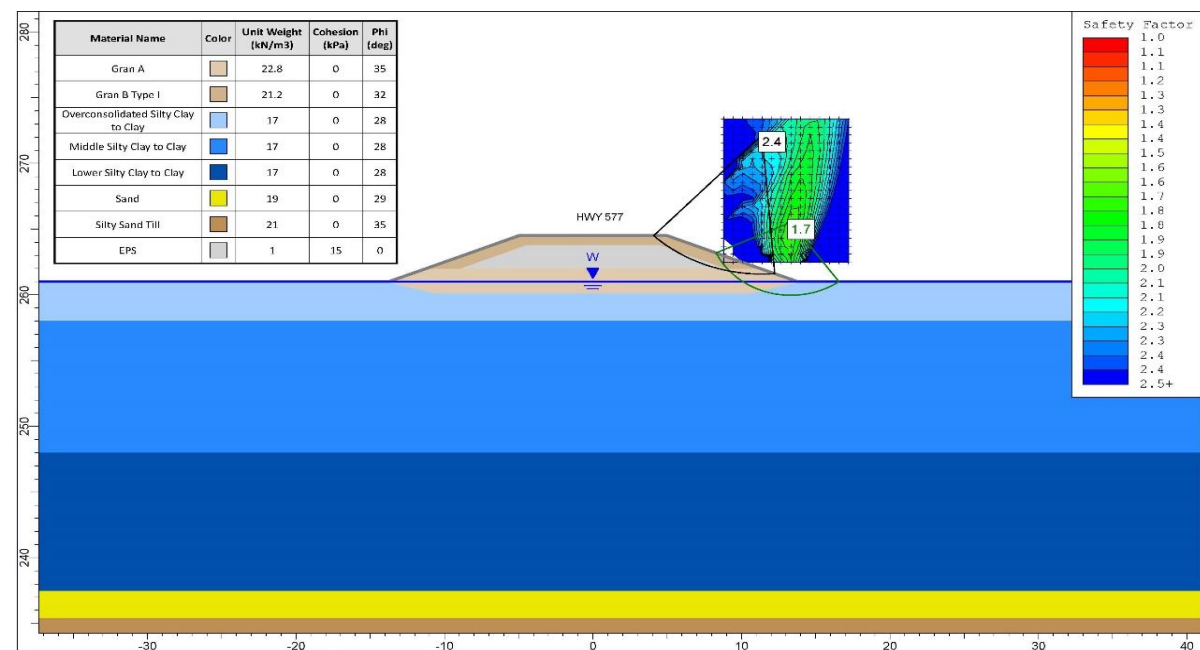 Material Name Color Unit Weight (kN/m3) Cohesion (kPa) Phi (deg)
Gran A 22.8 0 35
Gran B Type I 21.2 0 32
Overconsolidated Silty Clay to Clay 17 0 28
Middle Silty Clay to Clay 17 0 28
Lower Silty Clay to Clay 17 0 28
Sand 19 0 29
Silty Sand Till 21 0 35
EPS 1 15 0
Safety Factor
1.0
1.1
1.1
1.2
1.3
1.3
1.4
1.4
1.5
1.6
1.6
1.7
1.8
1.8
1.9
1.9
2.0
2.1
2.1
2.2
2.3
2.3
2.4
2.4
2.5+
2.4
1.7
HWY 577
W
280
270
260
250
240
-30 -20 -10 0 10 20 30 40